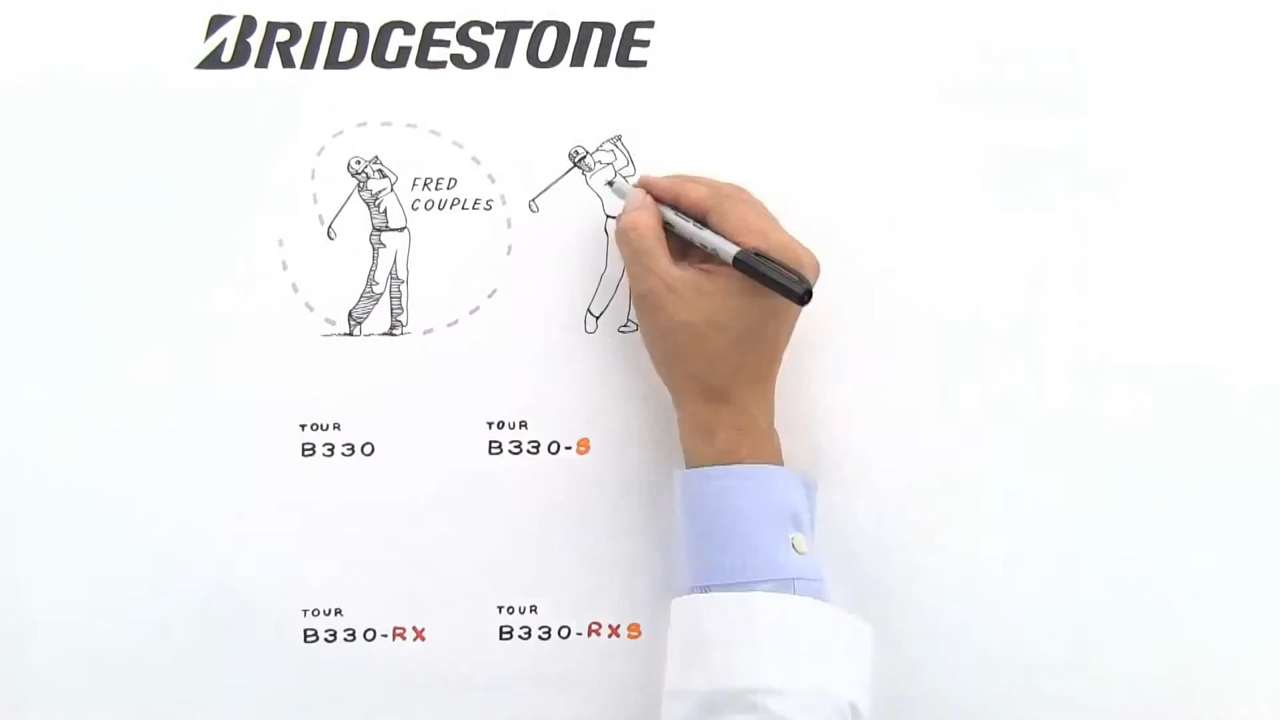 BRIDGESTONE
FRED
COUPLES
TOUR
B330
TOUR
B330-S
TOUR
B330-RX
TOUR
B330-RXS